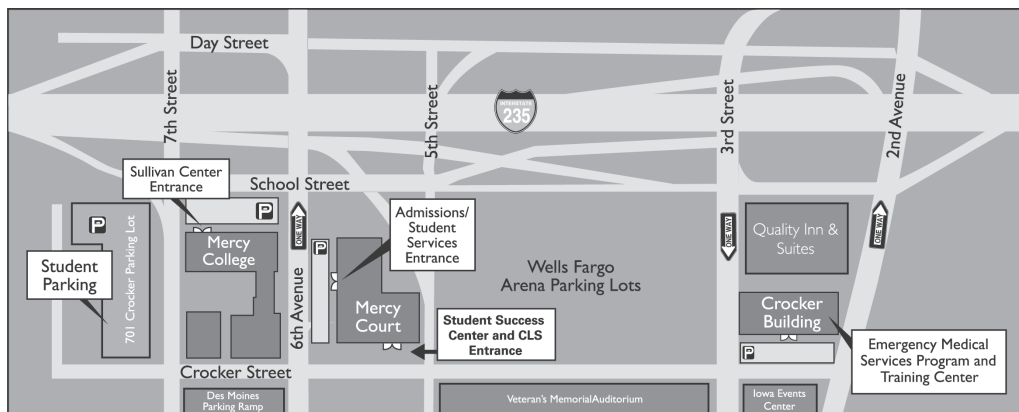 Day Street
7th Street
5th Street
INTERSTATE
235
3rd Street
2nd Avenue
Sullivan Center
Entrance
School Street
P
P
ONE WAY
Admissions/
Student
Services
Entrance
ONE WAY
ONE WAY
Quality Inn &
Suites
Mercy
College
P
Student
Parking
701 Crocker Parking Lot
6th Avenue
Wells Fargo
Arena Parking Lots
Mercy
Court
Crocker
Building
Student Success
Center and CLS
Entrance
P
Emergency Medical
Services Program and
Training Center
Crocker Street
Des Moines
Parking Ramp
Veteran's MemorialAuditorium
Iowa Events
Center